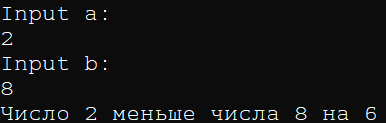 Input a:
2
Input b:
8
Число 2 меньше числа 8 на 6